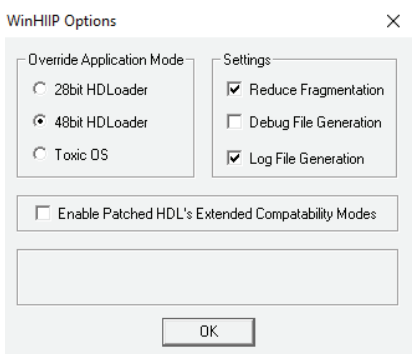 WinHIIP Options
Override Application Mode
28bit HDLoader
48bit HDLoader
Toxic OS
Settings
Reduce Fragmentation
Debug File Generation
Log File Generation
Enable Patched HDL's Extended Compatability Modes
OK